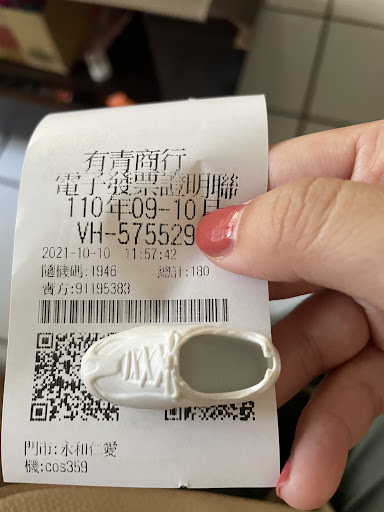 有青商行
電子發票證明聯
110年09-10月
VH-575529
2021-10-10 11:57:42
隨機碼:1946 總計:180
賣方:91195383
門市:永和仁愛
機:cos359